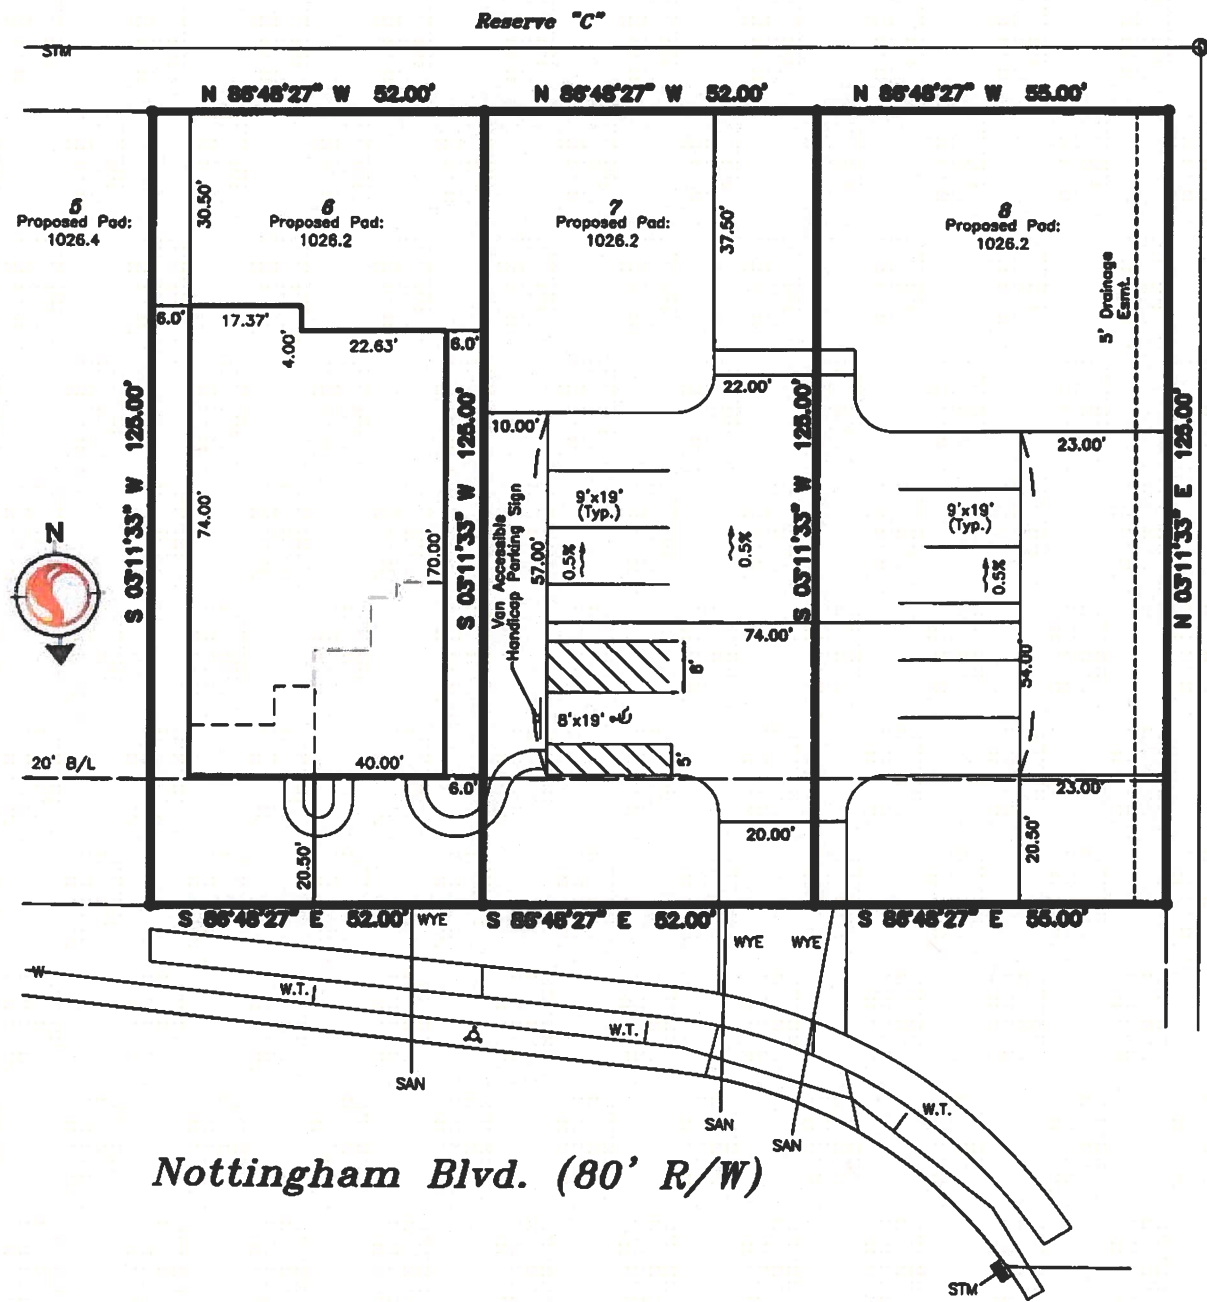 Reserve "C"
STM
N 86°48'27" W 52.00'
N 86°48'27" W 52.00'
N 86°48'27" W 55.00'
5
Proposed Pad:
1026.4
30.50'
6
Proposed Pad:
1026.2
7
Proposed Pad:
1026.2
37.50'
8
Proposed Pad:
1026.2
5' Drainage
Esmt.
6.0'
17.37'
4.00'
22.63'
6.0'
22.00'
10.00'
23.00'
S 03°11'33" W 125.00'
74.00'
70.00'
S 03°11'33" W 125.00'
Van Accessible
Handicap Parking Sign
57.00'
9'x19'
(Typ.)
0.5%
0.5%
S 03°11'33" W 125.00'
9'x19'
(Typ.)
0.5%
N 03°11'33" E 125.00'
N
74.00'
54.00'
8'x19'
5'
20' B/L
40.00'
6.0'
23.00'
20.50'
20.00'
20.50'
S 86°48'27" E 52.00'
WYE
S 86°48'27" E 52.00'
S 86°48'27" E 55.00'
WYE
WYE
W
W.T.
W.T.
W.T.
SAN
SAN
SAN
Nottingham Blvd. (80' R/W)
STM